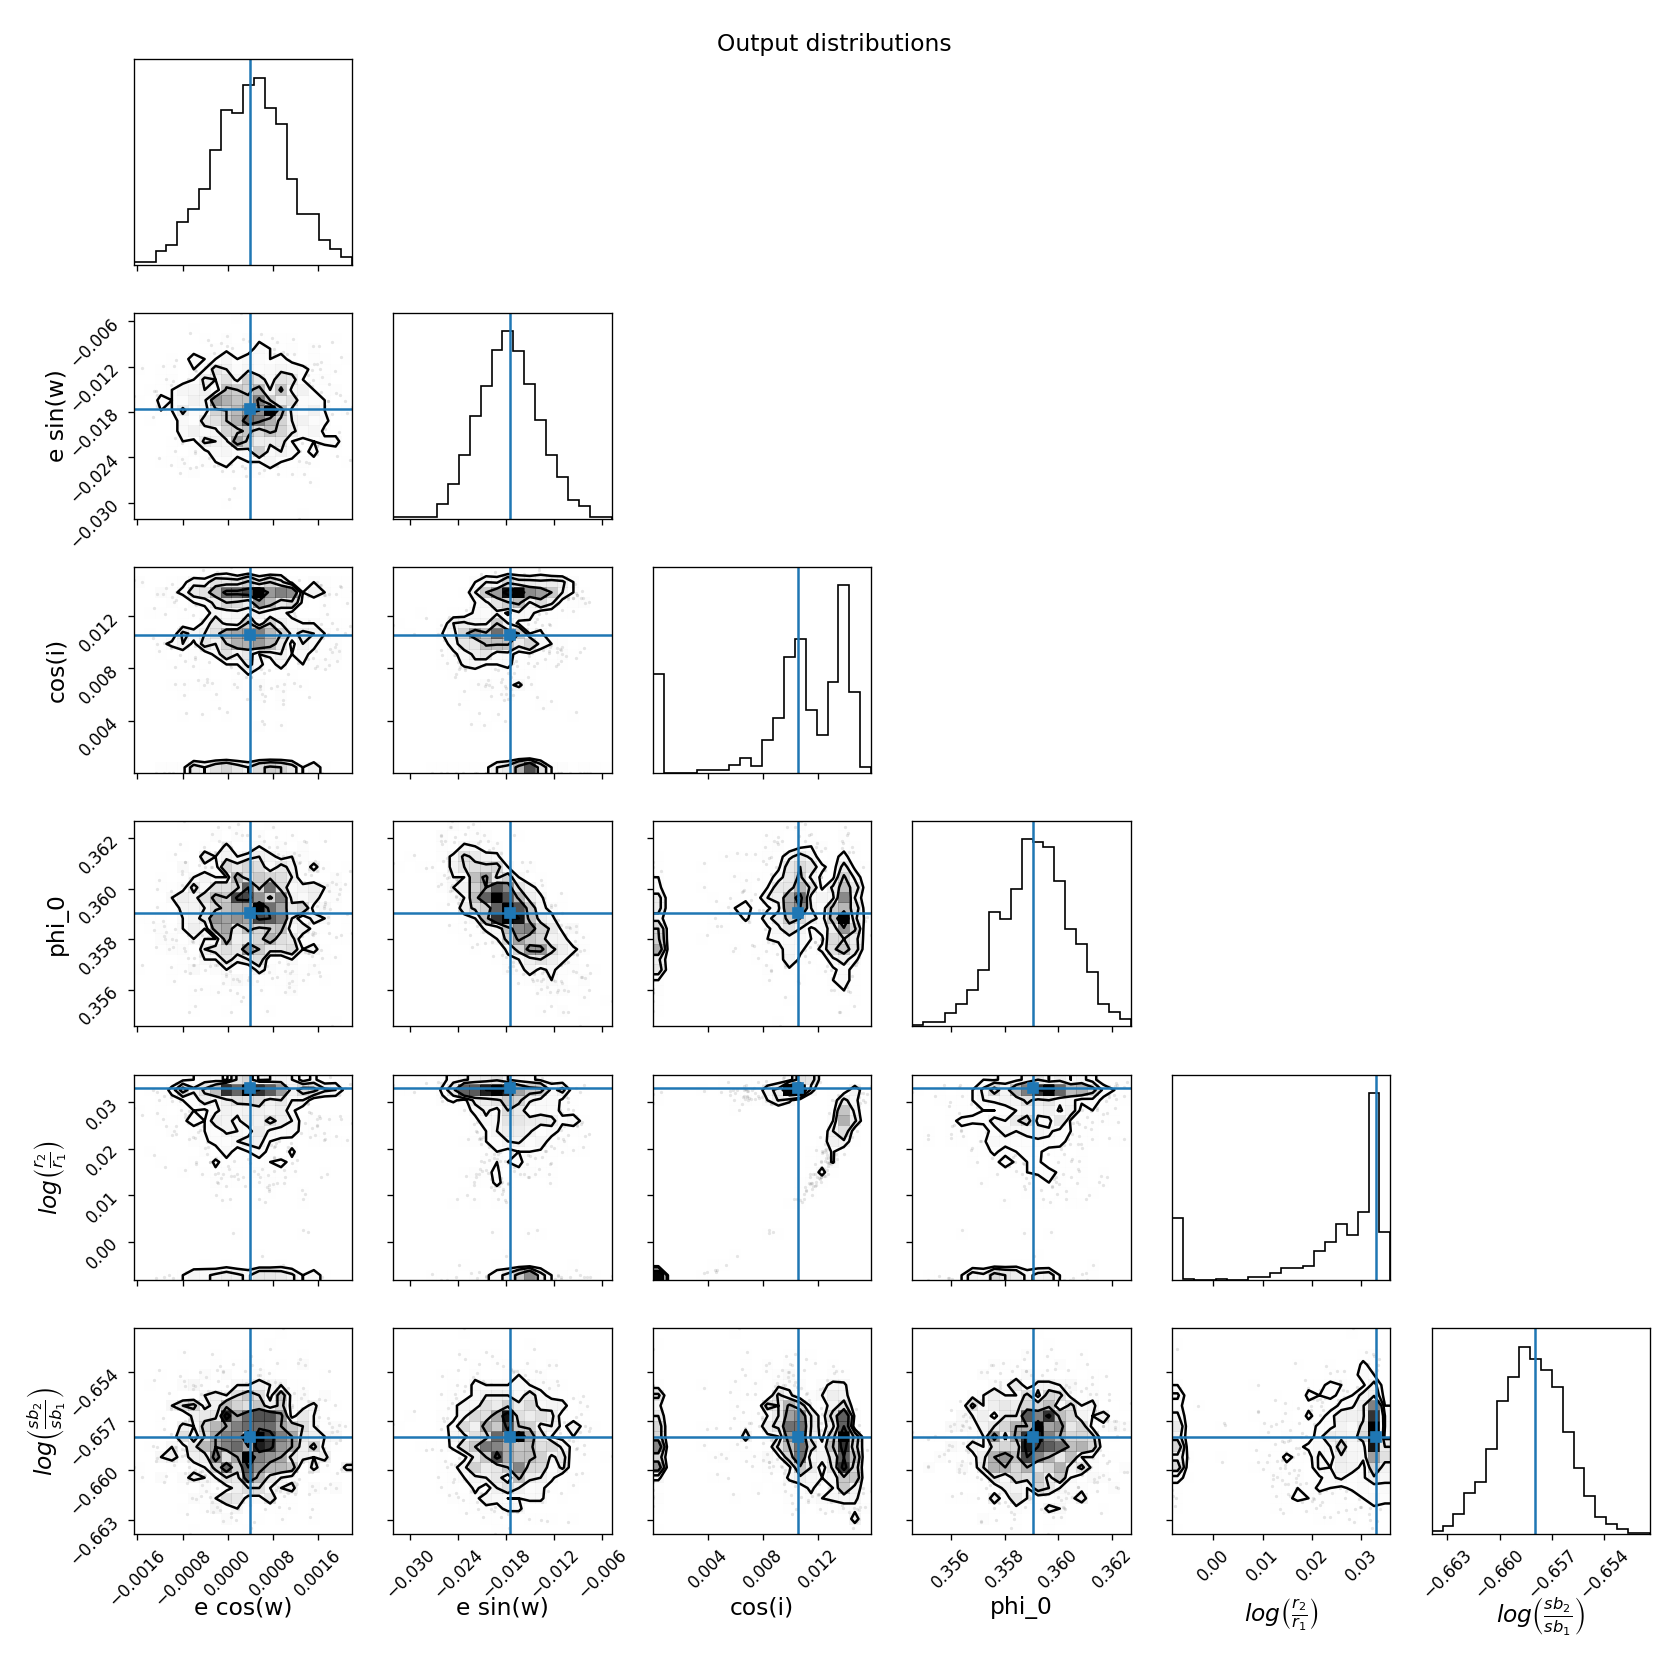 Output distributions
e sin(w)
−0.006
−0.012
−0.018
−0.024
−0.030
cos(i)
0.012
0.008
0.004
phi_0
0.362
0.360
0.358
0.356
log(r2/r1)
0.03
0.02
0.01
0.00
log(sb2/sb1)
−0.654
−0.657
−0.660
−0.663
−0.0016 −0.0008 0.0000 0.0008 0.0016
−0.030 −0.024 −0.018 −0.012 −0.006
0.004 0.008 0.012
0.356 0.358 0.360 0.362
0.00 0.01 0.02 0.03
−0.663 −0.660 −0.657 −0.654
e cos(w)
e sin(w)
cos(i)
phi_0
log(r2/r1)
log(sb2/sb1)